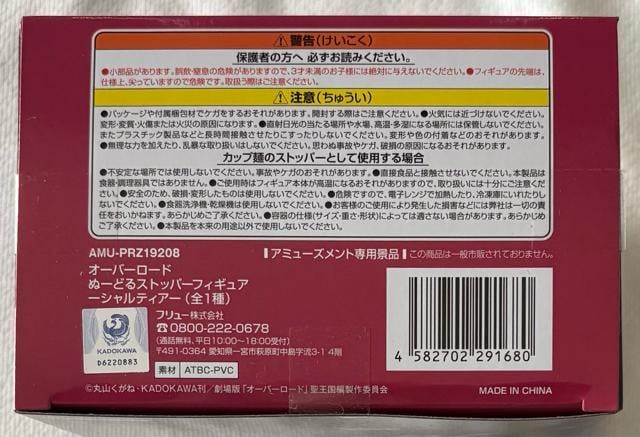 ⚠警告(けいこく)
保護者の方へ 必ずお読みください。
●小部品があります。誤飲・窒息の危険がありますので、3才未満のお子様には絶対に与えないでください。●フィギュアの先端は、
仕様上、尖っていますので危険です。取扱う際はご注意ください。
⚠注意(ちゅうい)
●パッケージや付属梱包材でケガをするおそれがあります。開封する際はご注意ください。●火気には近づけないでください。
変形・変質・火傷または火災の原因になります。●直射日光の当たる場所や水場、高温・多湿になる場所には保管しないでください。
またプラスチック製品などと長時間接触させたりこすったりしないでください。変形や色の付着などのおそれがあります。
●無理な力を加えたり、乱暴な取扱いはしないでください。思わぬ事故やケガ、破損の原因になるおそれがあります。
カップ麺のストッパーとして使用する場合
●不安定な場所では使用しないでください。事故やケガのおそれがあります。●直接食品と接触させないでください。本製品は
食器・調理器具ではありません。●ご使用時はフィギュア本体が高温になるおそれがありますので、取り扱いには十分にご注意くださ
い。●安全のため、破損・変形したものは使用しないでください。●危険ですので、電子レンジで加熱したり、冷凍庫にいれたりし
ないでください。●食器洗浄機・乾燥機は使用しないでください。●お客様のご使用により発生した損害などには弊社は一切の責
任をおいかねます。あらかじめご了承ください。●容器の仕様(サイズ・重さ・形状)によっては適さない場合があります。あらかじめ
ご了承ください。●本製品を本来の用途以外で使用しないでください。
AMU-PRZ19208
アミューズメント専用景品
この商品は一般市販されておりません。
オーバーロード
ぬーどるストッパーフィギュア
ーシャルティアー(全1種)
フリュー株式会社
☎0800-222-0678
(通話無料、平日10:00〜18:00受付)
〒491-0364 愛知県一宮市萩原町中島字流3-1 4階
KADOKAWA
D6220883
素材 ATBC-PVC
4 582702 291680
©丸山くがね・KADOKAWA刊/劇場版「オーバーロード」聖王国編製作委員会
MADE IN CHINA